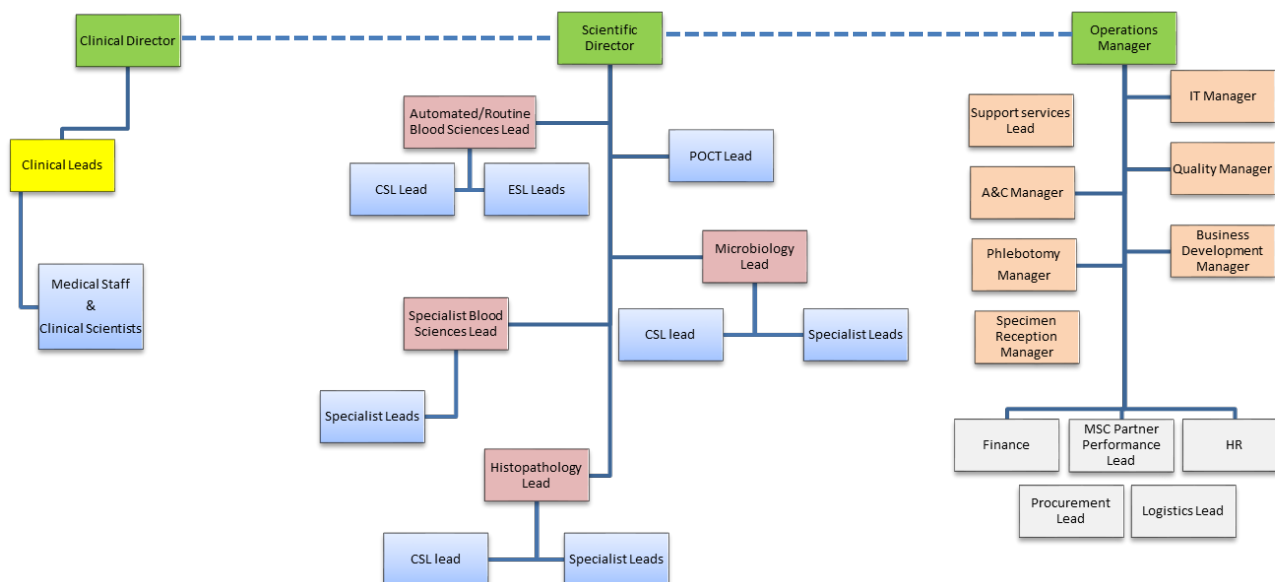 Clinical Director
Scientific
Director
Operations
Manager
Clinical Leads
Medical Staff
&
Clinical Scientists
Automated/Routine
Blood Sciences Lead
CSL Lead
ESL Leads
POCT Lead
Microbiology
Lead
CSL lead
Specialist Leads
Specialist Blood
Sciences Lead
Specialist Leads
Histopathology
Lead
CSL lead
Specialist Leads
Support services
Lead
A&C Manager
Phlebotomy
Manager
Specimen
Reception
Manager
IT Manager
Quality Manager
Business
Development
Manager
Finance
MSC Partner
Performance
Lead
HR
Procurement
Lead
Logistics Lead